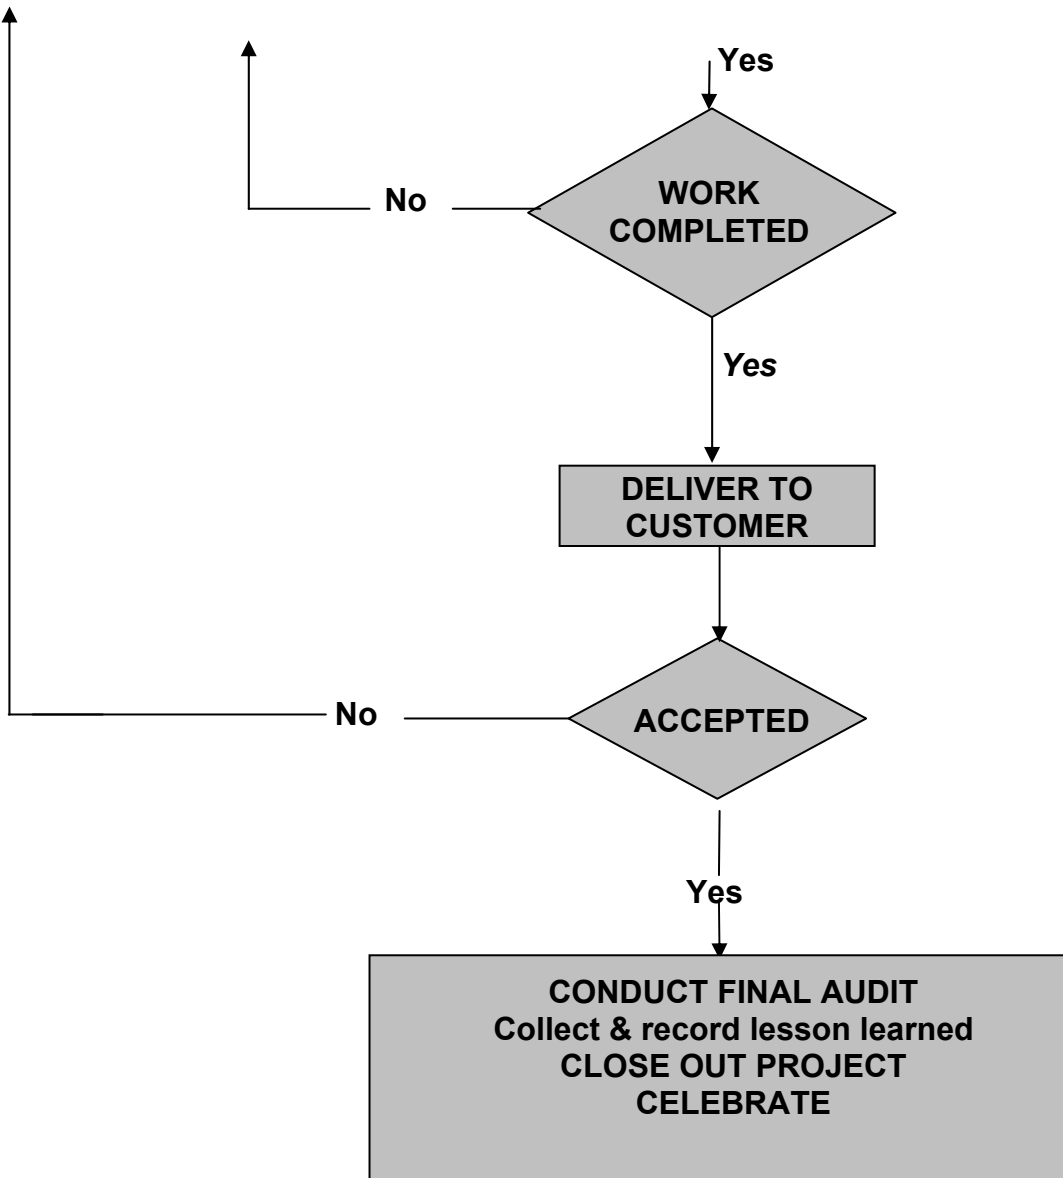 Yes
WORK
COMPLETED
No
Yes
DELIVER TO
CUSTOMER
ACCEPTED
No
Yes
CONDUCT FINAL AUDIT
Collect & record lesson learned
CLOSE OUT PROJECT
CELEBRATE